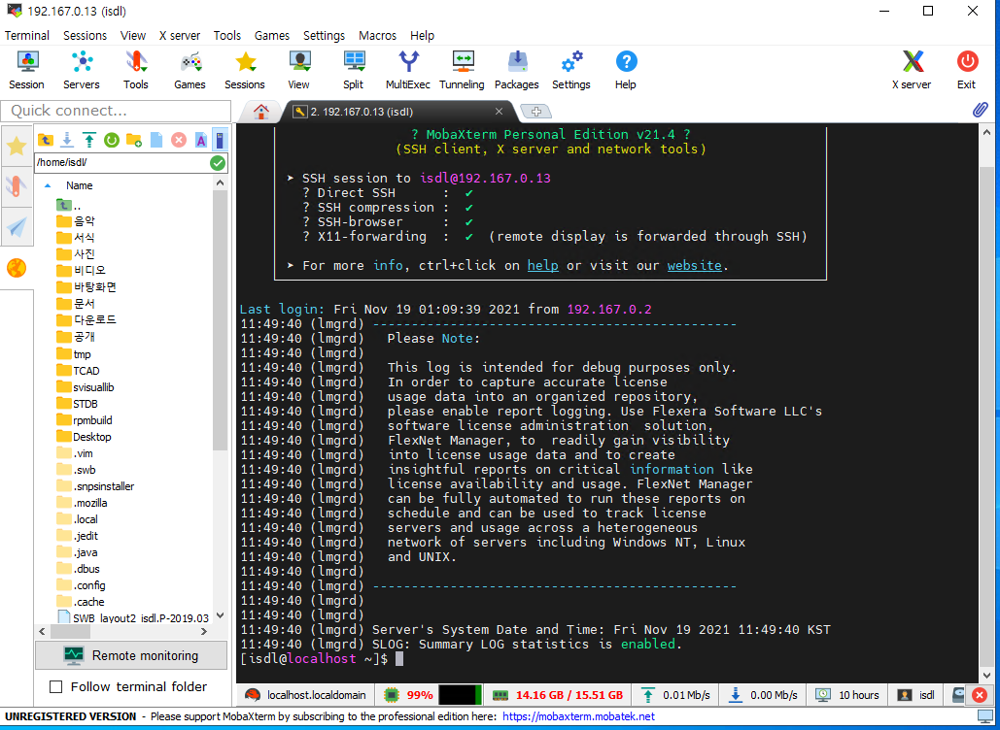 192.167.0.13 (isdl)
Terminal Sessions View X server Tools Games Settings Macros Help
Session Servers Tools Games Sessions View Split MultiExec Tunneling Packages Settings Help X server Exit
Quick connect...
2. 192.167.0.13 (isdl)
/home/isdl/
Name
..
음악
서식
사진
비디오
바탕화면
문서
다운로드
공개
tmp
TCAD
svisuallib
STDB
rpmbuild
Desktop
.vim
.swb
.snpsinstaller
.mozilla
.local
.jedit
.java
.dbus
.config
.cache
SWB_layout2_isdl.P-2019.03
Remote monitoring
Follow terminal folder
? MobaXterm Personal Edition v21.4 ?
(SSH client, X server and network tools)
➤ SSH session to isdl@192.167.0.13
? Direct SSH : ✔
? SSH compression : ✔
? SSH-browser : ✔
? X11-forwarding : ✔ (remote display is forwarded through SSH)
➤ For more info, ctrl+click on help or visit our website.
Last login: Fri Nov 19 01:09:39 2021 from 192.167.0.2
11:49:40 (lmgrd) --------------------------------------------------
11:49:40 (lmgrd) Please Note:
11:49:40 (lmgrd)
11:49:40 (lmgrd) This log is intended for debug purposes only.
11:49:40 (lmgrd) In order to capture accurate license
11:49:40 (lmgrd) usage data into an organized repository,
11:49:40 (lmgrd) please enable report logging. Use Flexera Software LLC's
11:49:40 (lmgrd) software license administration solution,
11:49:40 (lmgrd) FlexNet Manager, to readily gain visibility
11:49:40 (lmgrd) into license usage data and to create
11:49:40 (lmgrd) insightful reports on critical information like
11:49:40 (lmgrd) license availability and usage. FlexNet Manager
11:49:40 (lmgrd) can be fully automated to run these reports on
11:49:40 (lmgrd) schedule and can be used to track license
11:49:40 (lmgrd) servers and usage across a heterogeneous
11:49:40 (lmgrd) network of servers including Windows NT, Linux
11:49:40 (lmgrd) and UNIX.
11:49:40 (lmgrd)
11:49:40 (lmgrd) --------------------------------------------------
11:49:40 (lmgrd)
11:49:40 (lmgrd)
11:49:40 (lmgrd) Server's System Date and Time: Fri Nov 19 2021 11:49:40 KST
11:49:40 (lmgrd) SLOG: Summary LOG statistics is enabled.
[isdl@localhost ~]$
localhost.localdomain 99% 14.16 GB / 15.51 GB 0.01 Mb/s 0.00 Mb/s 10 hours isdl
UNREGISTERED VERSION - Please support MobaXterm by subscribing to the professional edition here: https://mobaxterm.mobatek.net